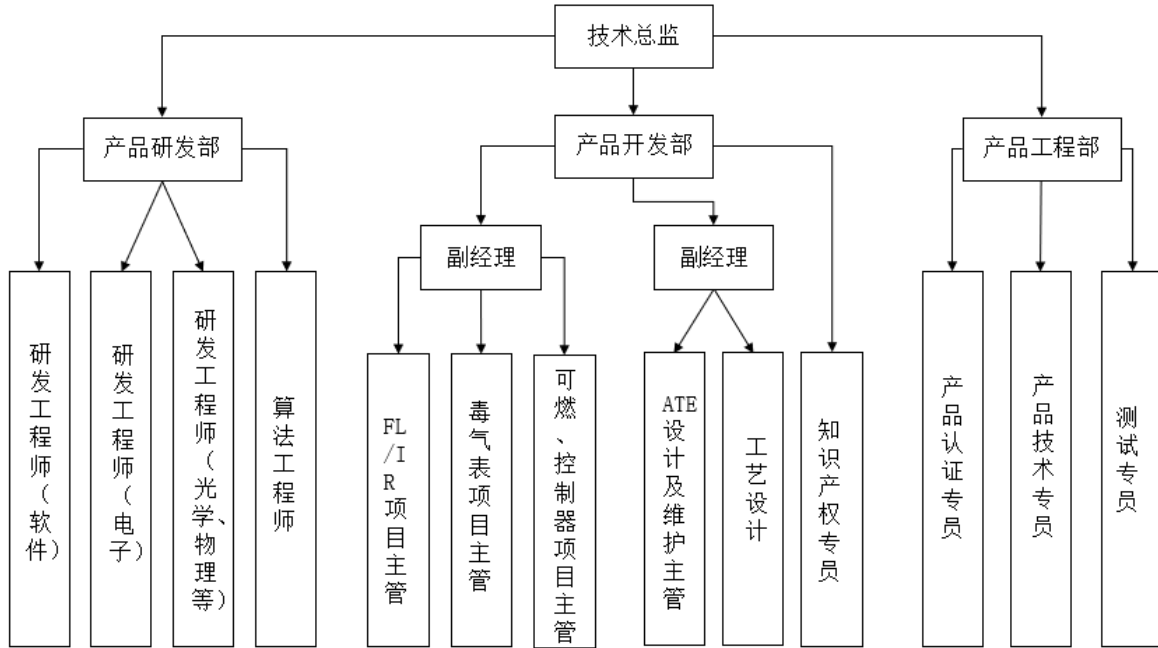 技术总监
产品研发部
产品开发部
产品工程部
副经理
副经理
研发工程师（软件）
研发工程师（电子）
研发工程师（光学、物理等）
算法工程师
FL/IR项目主管
毒气表项目主管
可燃、控制器项目主管
ATE设计及维护主管
工艺设计
知识产权专员
产品认证专员
产品技术专员
测试专员